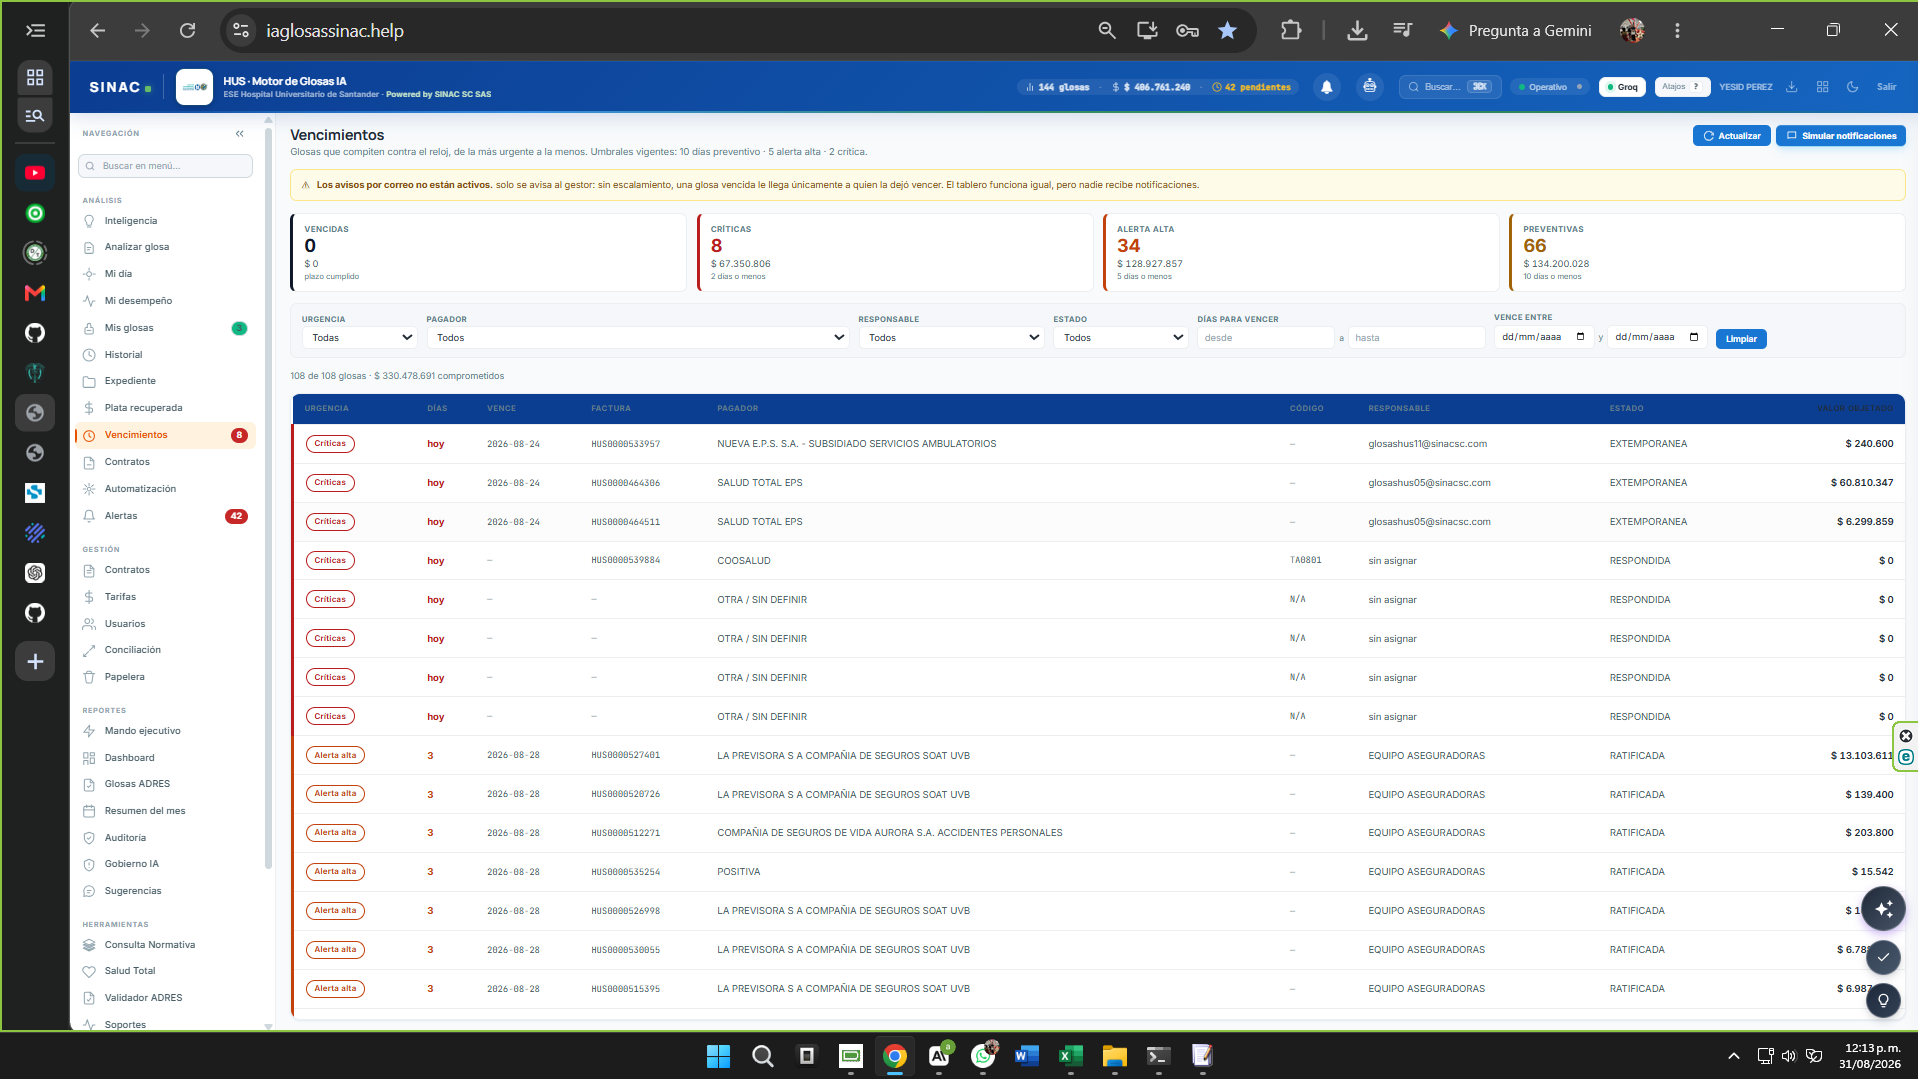 iaglosassinac.help
Pregunta a Gemini
SINAC
HUS · Motor de Glosas IA
ESE Hospital Universitario de Santander · Powered by SINAC SC SAS
144 glosas · $ $ 406.761.240 · 42 pendientes
Buscar... ⌘K
Operativo
Groq
Atajos ?
YESID PEREZ
Salir
NAVEGACIÓN
Buscar en menú...
ANÁLISIS
Inteligencia
Analizar glosa
Mi día
Mi desempeño
Mis glosas 3
Historial
Expediente
Plata recuperada
Vencimientos 8
Contratos
Automatización
Alertas 42
GESTIÓN
Contratos
Tarifas
Usuarios
Conciliación
Papelera
REPORTES
Mando ejecutivo
Dashboard
Glosas ADRES
Resumen del mes
Auditoría
Gobierno IA
Sugerencias
HERRAMIENTAS
Consulta Normativa
Salud Total
Validador ADRES
Soportes
Vencimientos
Glosas que compiten contra el reloj, de la más urgente a la menos. Umbrales vigentes: 10 días preventivo · 5 alerta alta · 2 crítica.
Actualizar
Simular notificaciones
Los avisos por correo no están activos. solo se avisa al gestor: sin escalamiento, una glosa vencida le llega únicamente a quien la dejó vencer. El tablero funciona igual, pero nadie recibe notificaciones.
VENCIDAS
0
$ 0
plazo cumplido
CRÍTICAS
8
$ 67.350.806
2 días o menos
ALERTA ALTA
34
$ 128.927.857
5 días o menos
PREVENTIVAS
66
$ 134.200.028
10 días o menos
URGENCIA PAGADOR RESPONSABLE ESTADO DÍAS PARA VENCER VENCE ENTRE
Todas Todos Todos Todos desde a hasta dd/mm/aaaa y dd/mm/aaaa Limpiar
108 de 108 glosas · $ 330.478.691 comprometidos
URGENCIA DÍAS VENCE FACTURA PAGADOR CÓDIGO RESPONSABLE ESTADO VALOR OBJETADO
Críticas hoy 2026-08-24 HUS0000533957 NUEVA E.P.S. S.A. - SUBSIDIADO SERVICIOS AMBULATORIOS – glosashus11@sinacsc.com EXTEMPORANEA $ 240.600
Críticas hoy 2026-08-24 HUS0000464306 SALUD TOTAL EPS – glosashus05@sinacsc.com EXTEMPORANEA $ 60.810.347
Críticas hoy 2026-08-24 HUS0000464511 SALUD TOTAL EPS – glosashus05@sinacsc.com EXTEMPORANEA $ 6.299.859
Críticas hoy – HUS0000539884 COOSALUD TA0801 sin asignar RESPONDIDA $ 0
Críticas hoy – – OTRA / SIN DEFINIR N/A sin asignar RESPONDIDA $ 0
Críticas hoy – – OTRA / SIN DEFINIR N/A sin asignar RESPONDIDA $ 0
Críticas hoy – – OTRA / SIN DEFINIR N/A sin asignar RESPONDIDA $ 0
Críticas hoy – – OTRA / SIN DEFINIR N/A sin asignar RESPONDIDA $ 0
Alerta alta 3 2026-08-28 HUS0000527401 LA PREVISORA S A COMPAÑIA DE SEGUROS SOAT UVB – EQUIPO ASEGURADORAS RATIFICADA $ 13.103.611
Alerta alta 3 2026-08-28 HUS0000520726 LA PREVISORA S A COMPAÑIA DE SEGUROS SOAT UVB – EQUIPO ASEGURADORAS RATIFICADA $ 139.400
Alerta alta 3 2026-08-28 HUS0000512271 COMPAÑIA DE SEGUROS DE VIDA AURORA S.A. ACCIDENTES PERSONALES – EQUIPO ASEGURADORAS RATIFICADA $ 203.800
Alerta alta 3 2026-08-28 HUS0000535254 POSITIVA – EQUIPO ASEGURADORAS RATIFICADA $ 15.542
Alerta alta 3 2026-08-28 HUS0000526998 LA PREVISORA S A COMPAÑIA DE SEGUROS SOAT UVB – EQUIPO ASEGURADORAS RATIFICADA
Alerta alta 3 2026-08-28 HUS0000530055 LA PREVISORA S A COMPAÑIA DE SEGUROS SOAT UVB – EQUIPO ASEGURADORAS RATIFICADA
Alerta alta 3 2026-08-28 HUS0000515395 LA PREVISORA S A COMPAÑIA DE SEGUROS SOAT UVB – EQUIPO ASEGURADORAS RATIFICADA
12:13 p. m.
31/08/2026